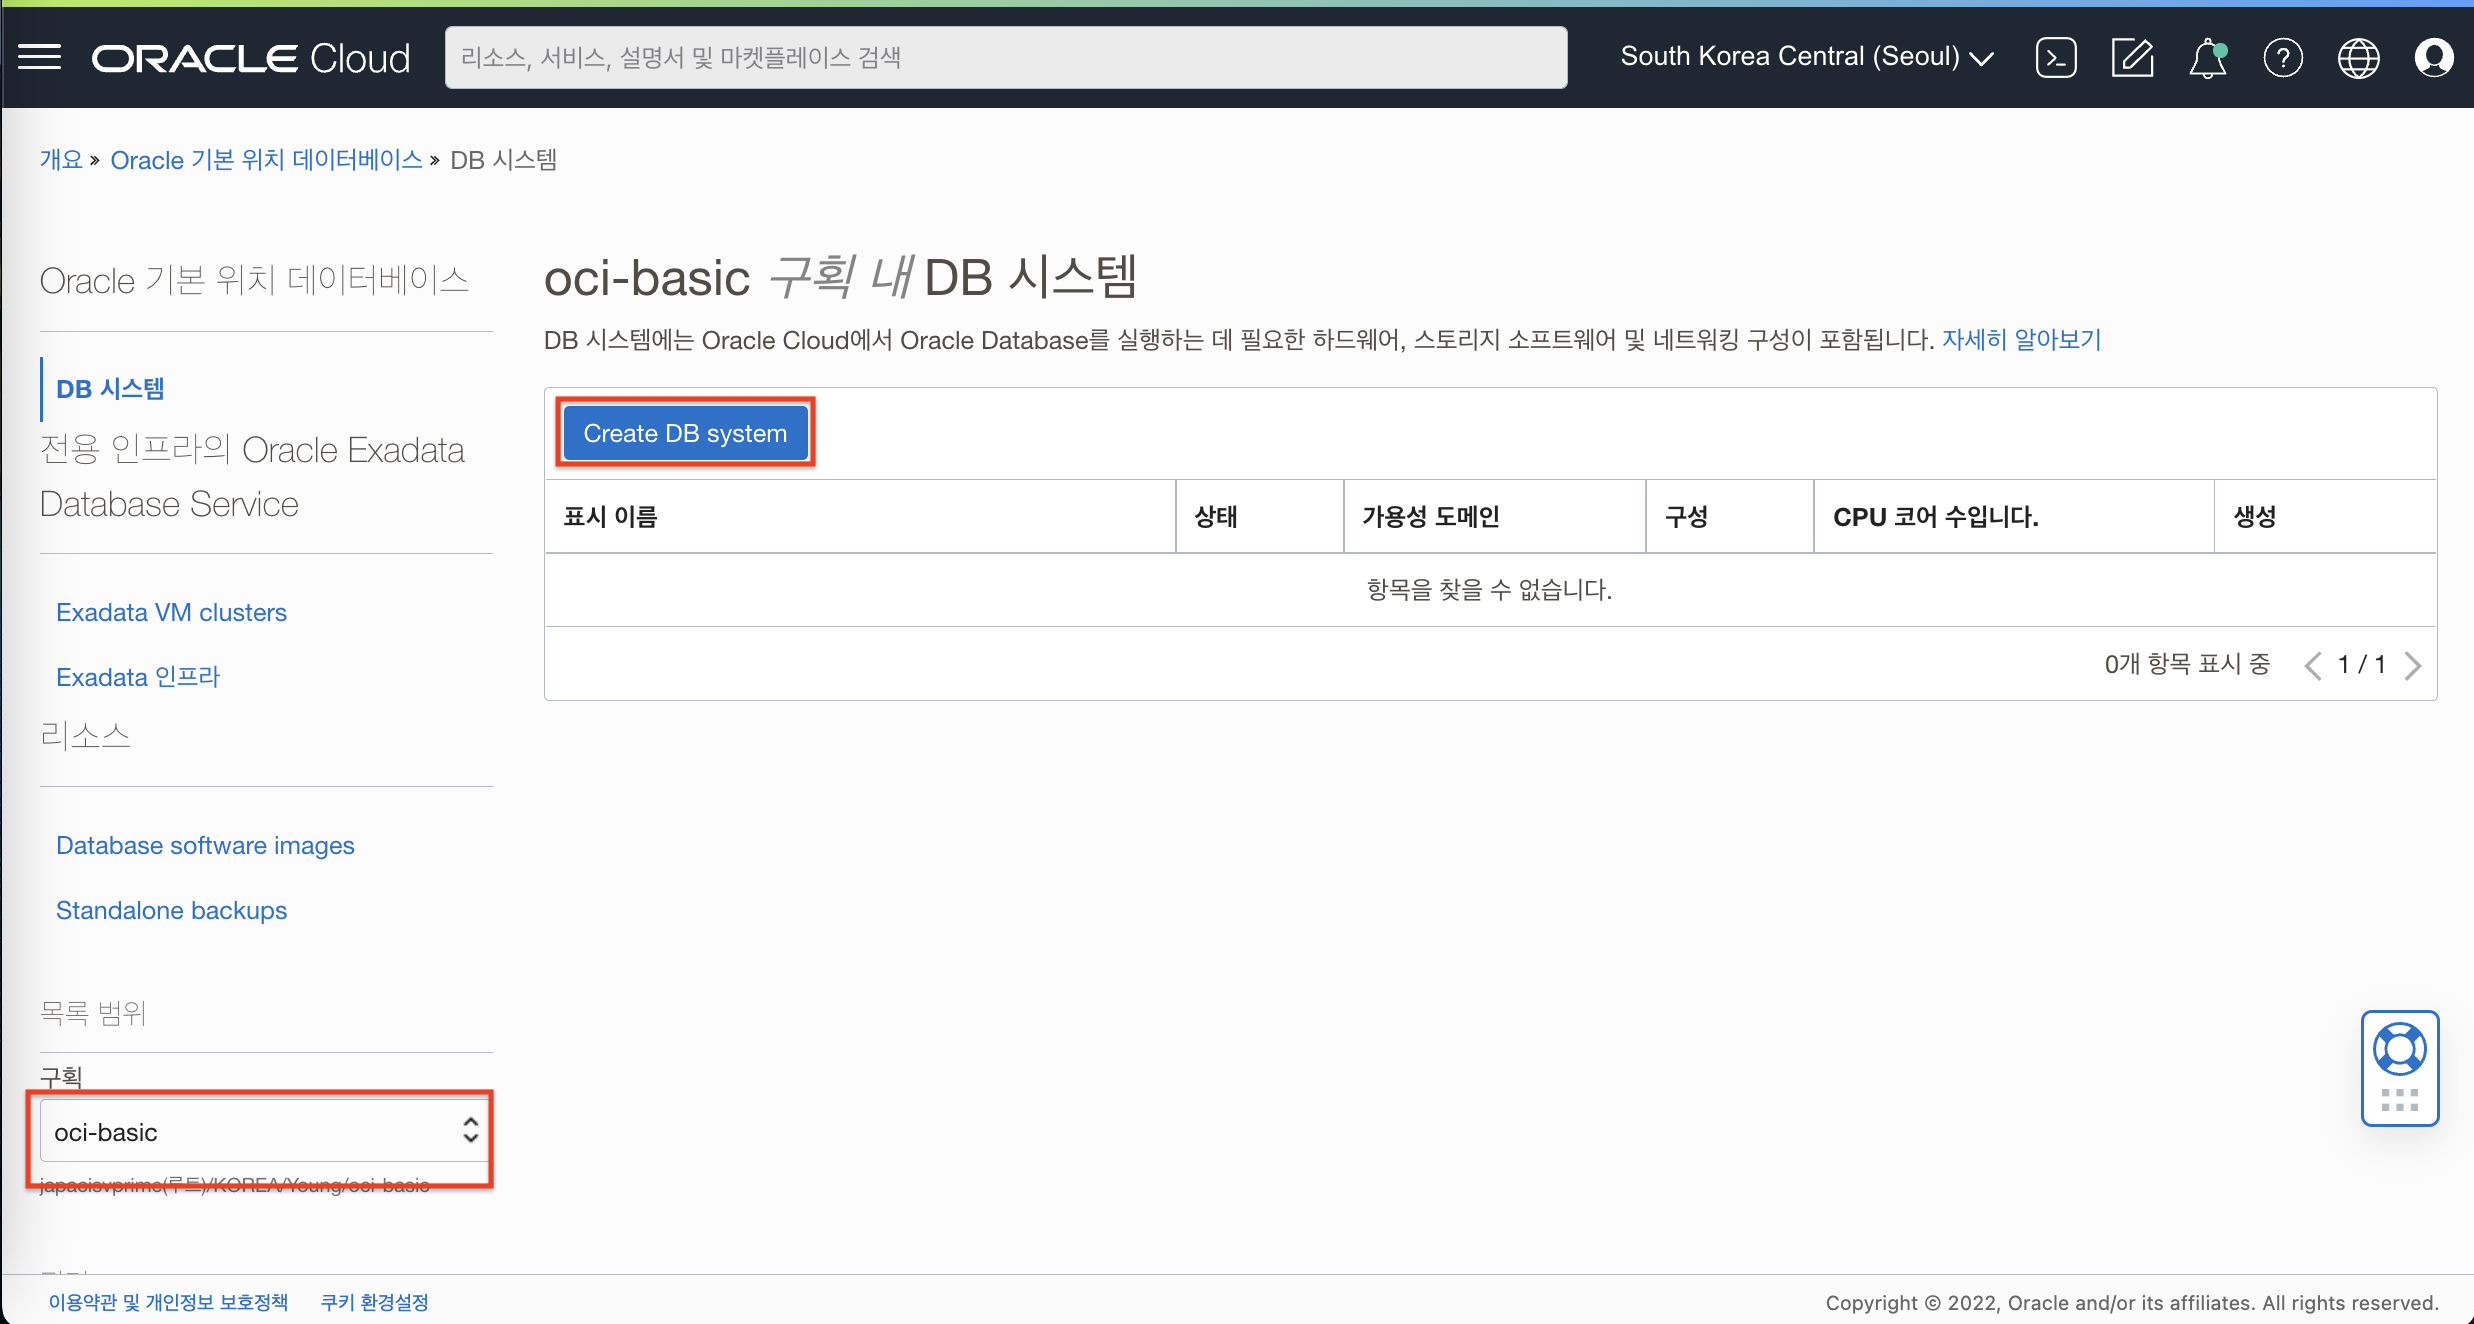 ORACLE Cloud
리소스, 서비스, 설명서 및 마켓플레이스 검색
South Korea Central (Seoul)
개요 » Oracle 기본 위치 데이터베이스 » DB 시스템
Oracle 기본 위치 데이터베이스
DB 시스템
전용 인프라의 Oracle Exadata
Database Service
Exadata VM clusters
Exadata 인프라
리소스
Database software images
Standalone backups
목록 범위
구획
oci-basic
japacisvprime(루트)/KOREA/Young/oci-basic
oci-basic 구획 내 DB 시스템
DB 시스템에는 Oracle Cloud에서 Oracle Database를 실행하는 데 필요한 하드웨어, 스토리지 소프트웨어 및 네트워킹 구성이 포함됩니다. 자세히 알아보기
Create DB system
표시 이름 상태 가용성 도메인 구성 CPU 코어 수입니다. 생성
항목을 찾을 수 없습니다.
0개 항목 표시 중 1 / 1
이용약관 및 개인정보 보호정책 쿠키 환경설정
Copyright © 2022, Oracle and/or its affiliates. All rights reserved.